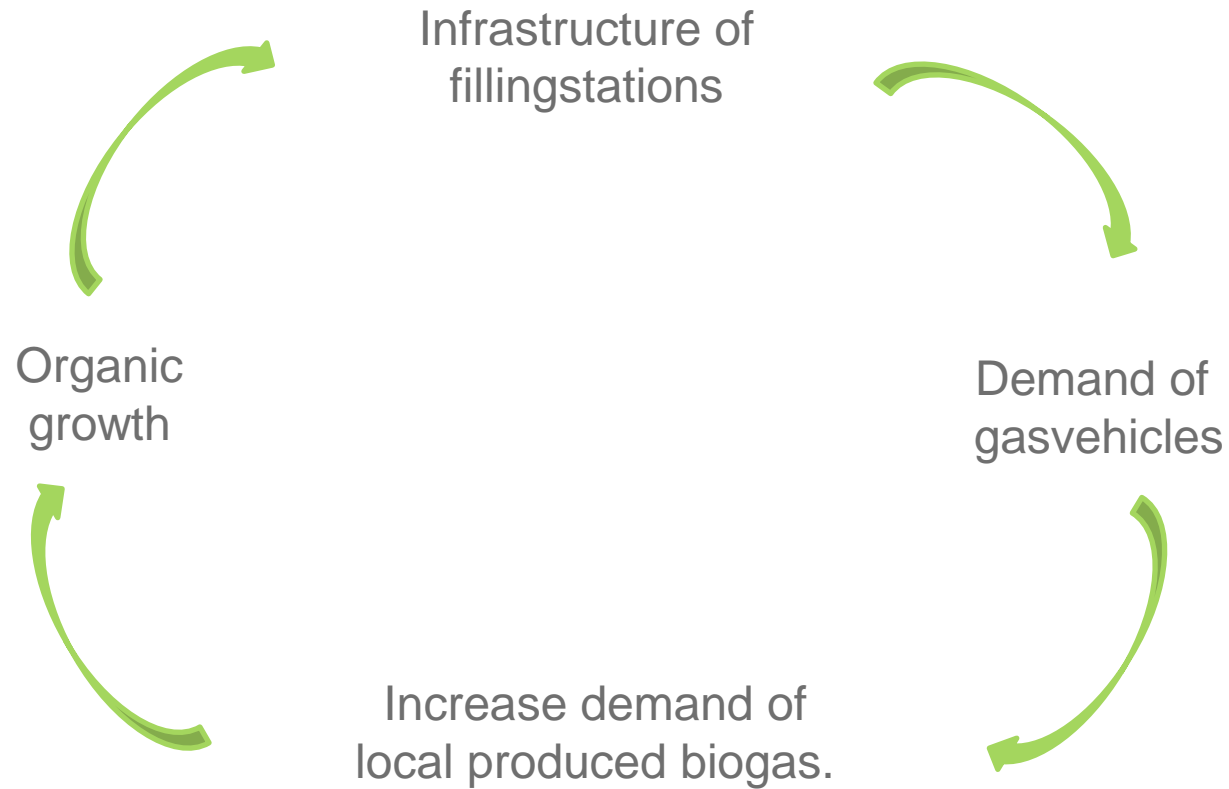 Infrastructure of
fillingstations
Organic
growth
Demand of
gasvehicles
Increase demand of
local produced biogas.